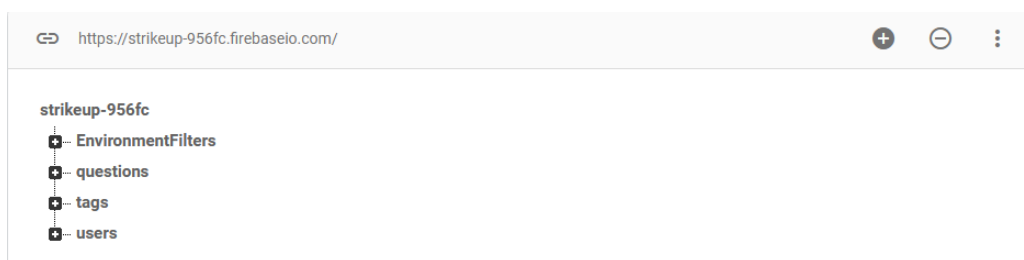 https://strikeup-956fc.firebaseio.com/
strikeup-956fc
EnvironmentFilters
questions
tags
users